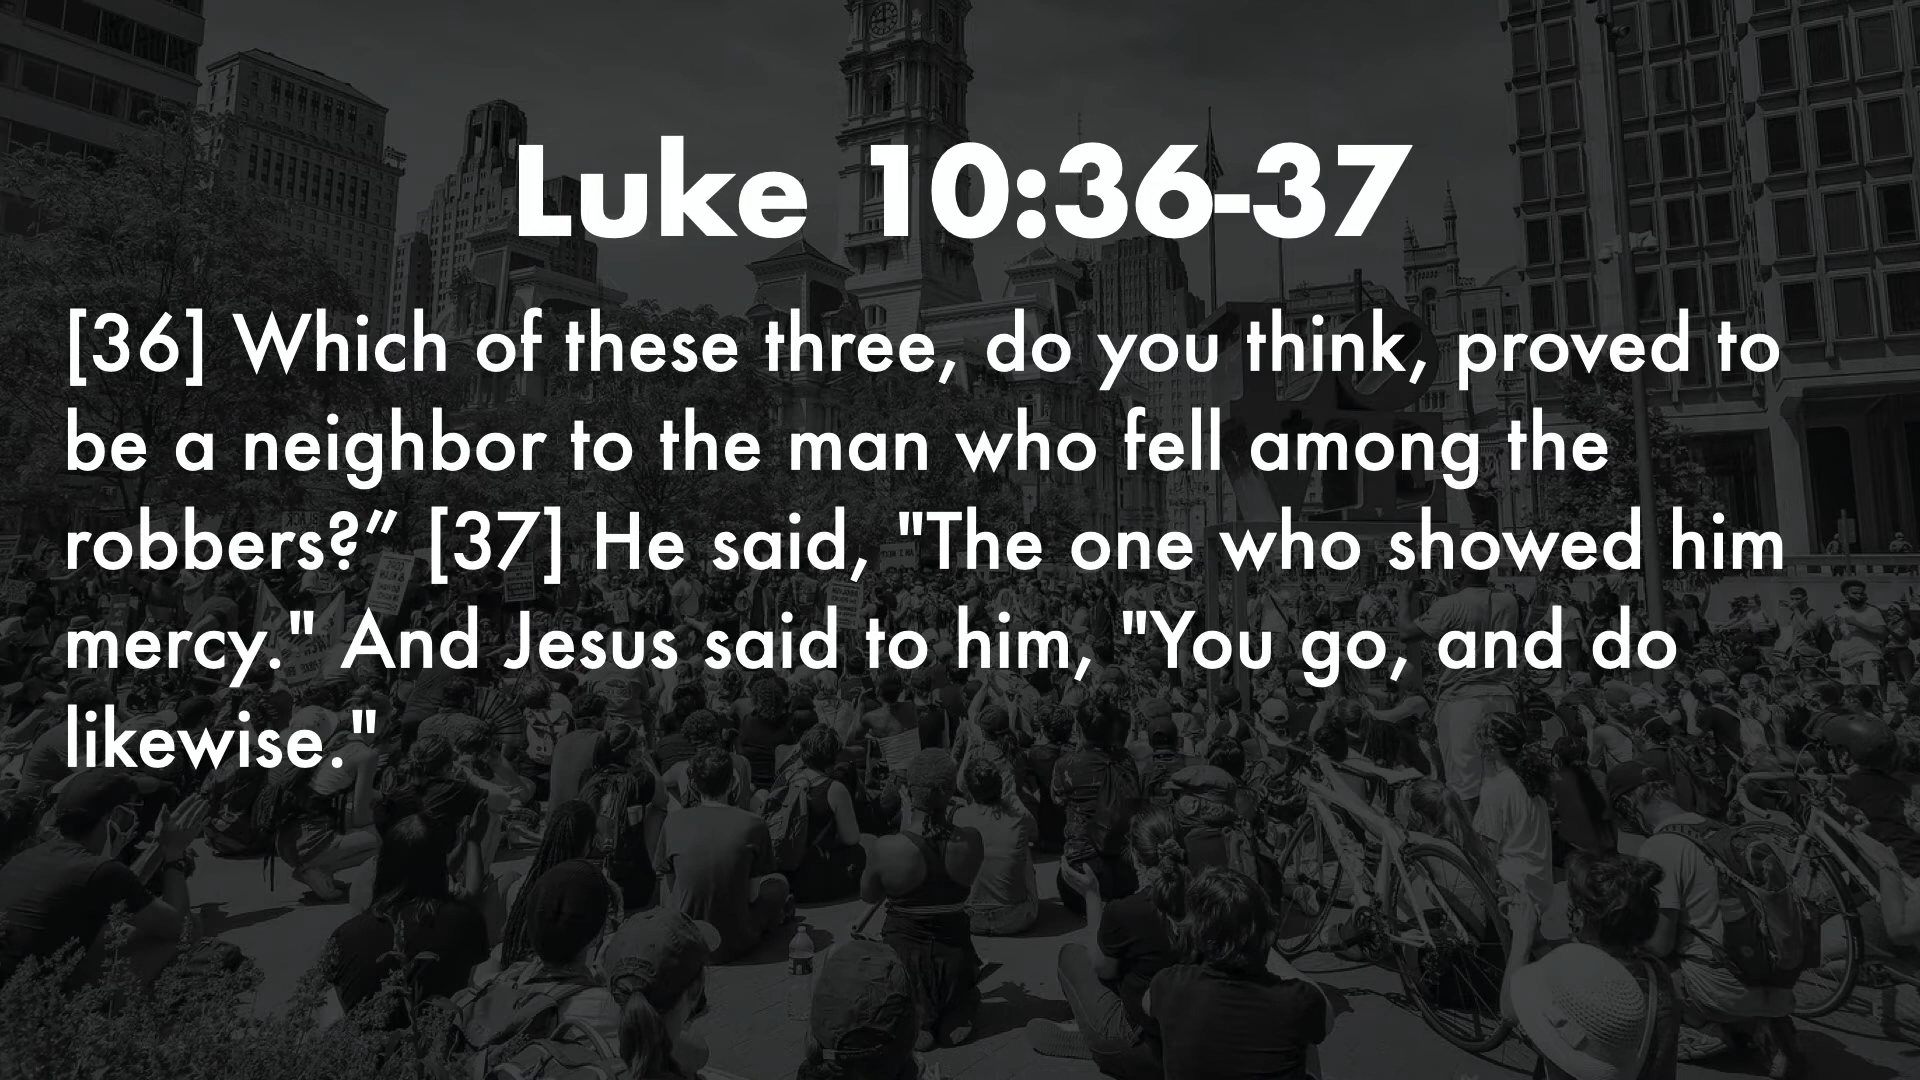 Luke 10:36-37
[36] Which of these three, do you think, proved to
be a neighbor to the man who fell among the
robbers?” [37] He said, "The one who showed him
mercy." And Jesus said to him, "You go, and do
likewise."